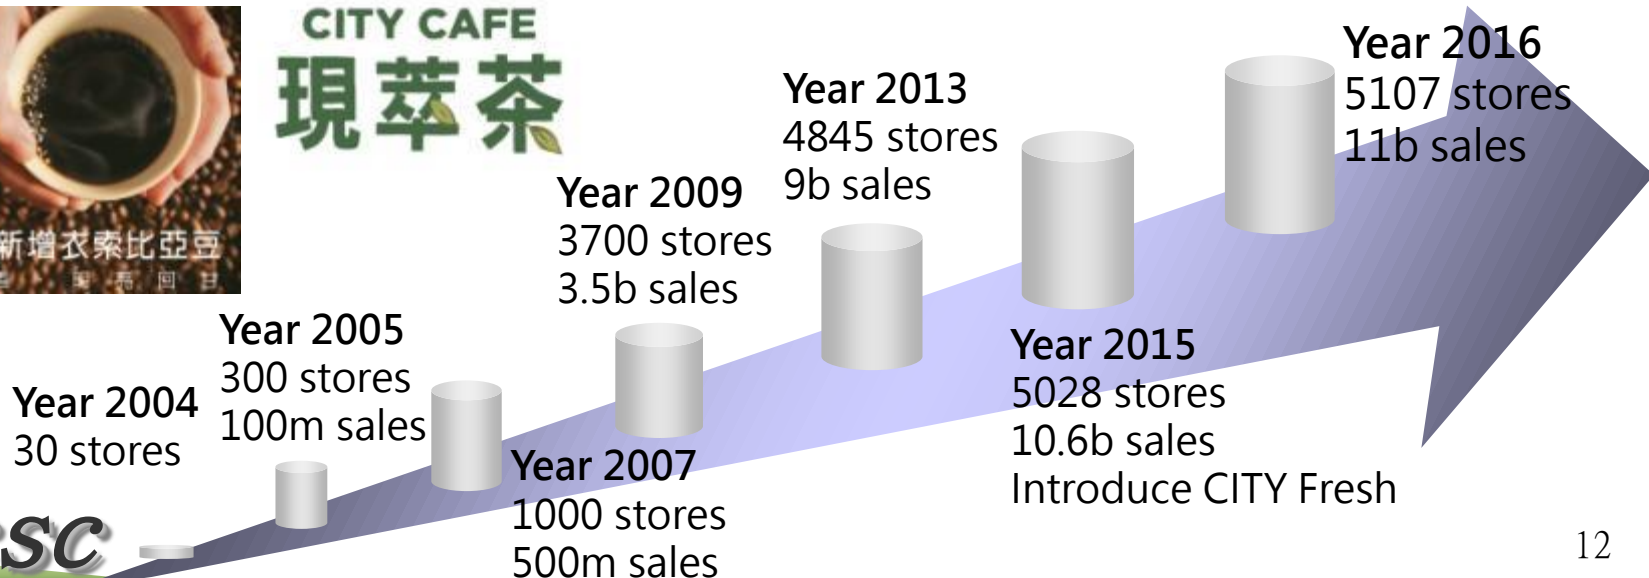 CITY CAFE
現萃茶
新增衣索比亞豆
Year 2004
30 stores
Year 2005
300 stores
100m sales
Year 2007
1000 stores
500m sales
Year 2009
3700 stores
3.5b sales
Year 2013
4845 stores
9b sales
Year 2015
5028 stores
10.6b sales
Introduce CITY Fresh
Year 2016
5107 stores
11b sales
SC
12